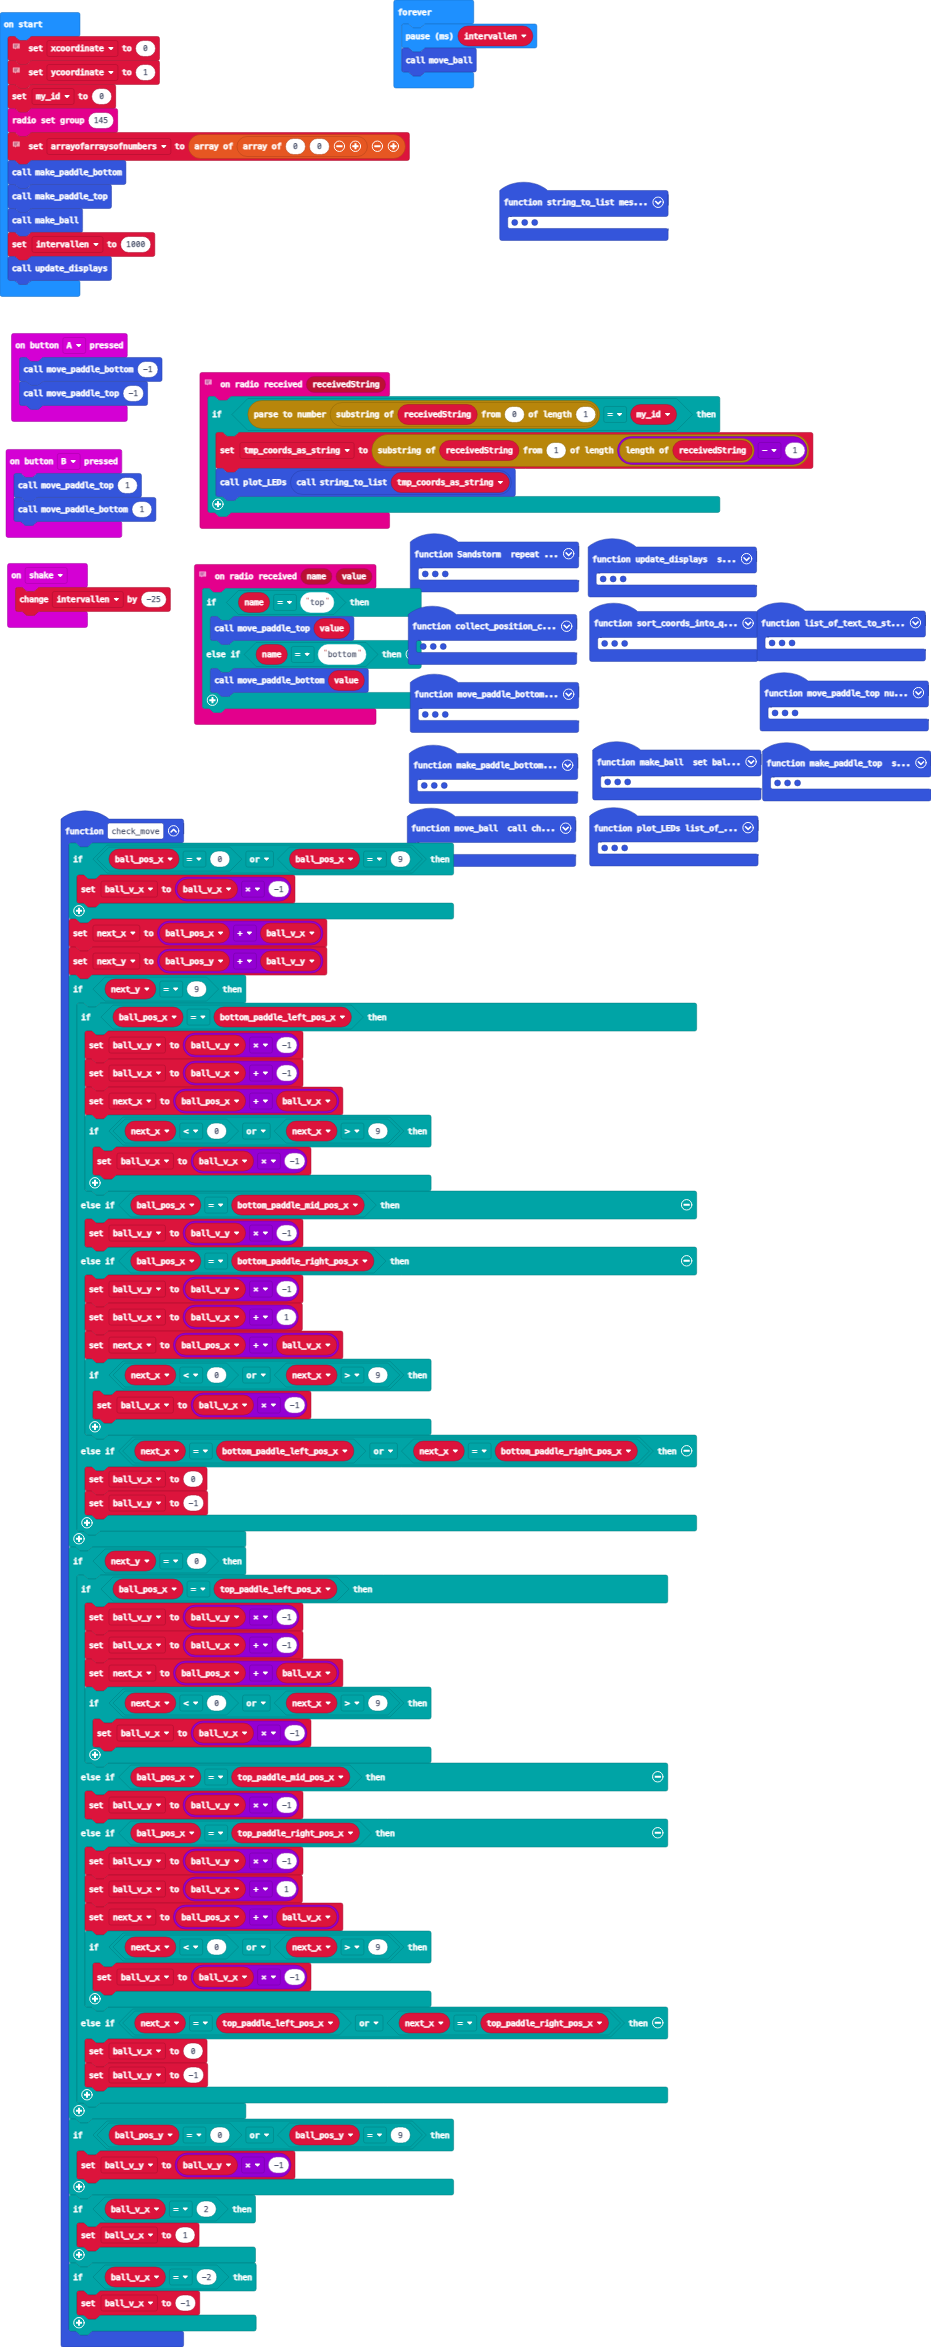 forever
pause (ms) intervallen
call move_ball
on start
set xcoordinate to 0
set ycoordinate to 1
set my_id to 0
radio set group 145
set arrayofarraysofnumbers to array of array of 0 0
call make_paddle_bottom
call make_paddle_top
call make_ball
set intervallen to 1000
call update_displays
function string_to_list mes...
on button A pressed
call move_paddle_bottom -1
call move_paddle_top -1
on button B pressed
call move_paddle_top 1
call move_paddle_bottom 1
on shake
change intervallen by -25
on radio received receivedString
if parse to number substring of receivedString from 0 of length 1 = my_id then
set tmp_coords_as_string to substring of receivedString from 1 of length length of receivedString - 1
call plot_LEDs call string_to_list tmp_coords_as_string
on radio received name value
if name = "top" then
call move_paddle_top value
else if name = "bottom" then
call move_paddle_bottom value
function Sandstorm repeat ...
function update_displays s...
function collect_position_c...
function sort_coords_into_q...
function list_of_text_to_st...
function move_paddle_bottom...
function move_paddle_top nu...
function make_paddle_bottom...
function make_ball set bal...
function make_paddle_top s...
function move_ball call ch...
function plot_LEDs list_of_...
function check_move
if ball_pos_x = 0 or ball_pos_x = 9 then
set ball_v_x to ball_v_x × -1
set next_x to ball_pos_x + ball_v_x
set next_y to ball_pos_y + ball_v_y
if next_y = 9 then
if ball_pos_x = bottom_paddle_left_pos_x then
set ball_v_y to ball_v_y × -1
set ball_v_x to ball_v_x + -1
set next_x to ball_pos_x + ball_v_x
if next_x < 0 or next_x > 9 then
set ball_v_x to ball_v_x × -1
else if ball_pos_x = bottom_paddle_mid_pos_x then
set ball_v_y to ball_v_y × -1
else if ball_pos_x = bottom_paddle_right_pos_x then
set ball_v_y to ball_v_y × -1
set ball_v_x to ball_v_x + 1
set next_x to ball_pos_x + ball_v_x
if next_x < 0 or next_x > 9 then
set ball_v_x to ball_v_x × -1
else if next_x = bottom_paddle_left_pos_x or next_x = bottom_paddle_right_pos_x then
set ball_v_x to 0
set ball_v_y to -1
if next_y = 0 then
if ball_pos_x = top_paddle_left_pos_x then
set ball_v_y to ball_v_y × -1
set ball_v_x to ball_v_x + -1
set next_x to ball_pos_x + ball_v_x
if next_x < 0 or next_x > 9 then
set ball_v_x to ball_v_x × -1
else if ball_pos_x = top_paddle_mid_pos_x then
set ball_v_y to ball_v_y × -1
else if ball_pos_x = top_paddle_right_pos_x then
set ball_v_y to ball_v_y × -1
set ball_v_x to ball_v_x + 1
set next_x to ball_pos_x + ball_v_x
if next_x < 0 or next_x > 9 then
set ball_v_x to ball_v_x × -1
else if next_x = top_paddle_left_pos_x or next_x = top_paddle_right_pos_x then
set ball_v_x to 0
set ball_v_y to -1
if ball_pos_y = 0 or ball_pos_y = 9 then
set ball_v_y to ball_v_y × -1
if ball_v_x = 2 then
set ball_v_x to 1
if ball_v_x = -2 then
set ball_v_x to -1